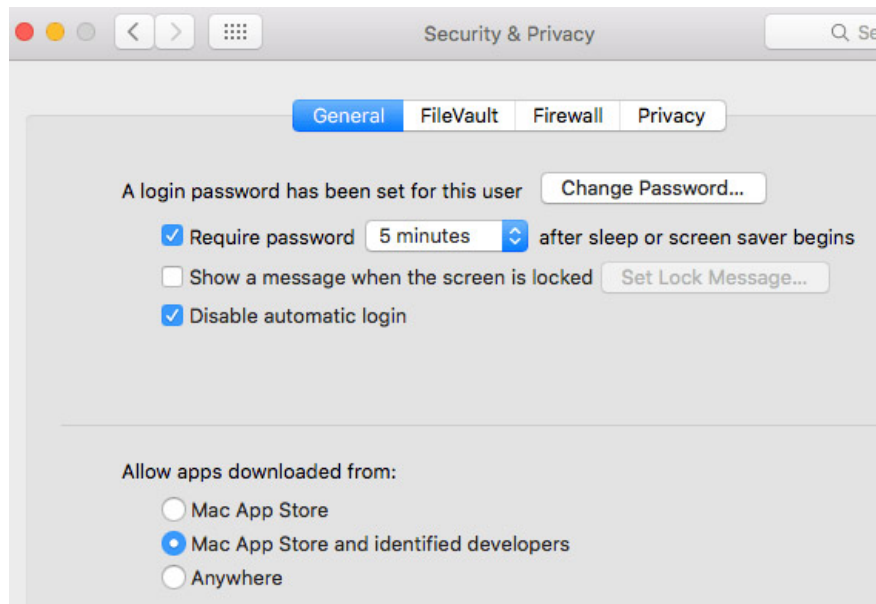 Security & Privacy
Se
General FileVault Firewall Privacy
A login password has been set for this user Change Password...
Require password 5 minutes after sleep or screen saver begins
Show a message when the screen is locked Set Lock Message...
Disable automatic login
Allow apps downloaded from:
Mac App Store
Mac App Store and identified developers
Anywhere